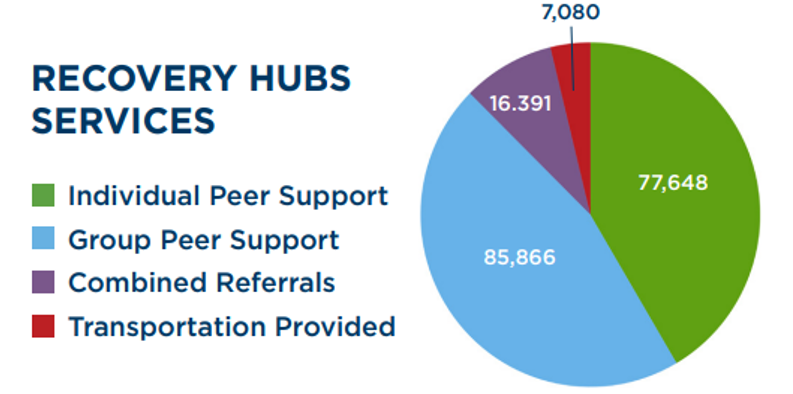 7,080
RECOVERY HUBS
SERVICES
16.391
77,648
85,866
Individual Peer Support
Group Peer Support
Combined Referrals
Transportation Provided